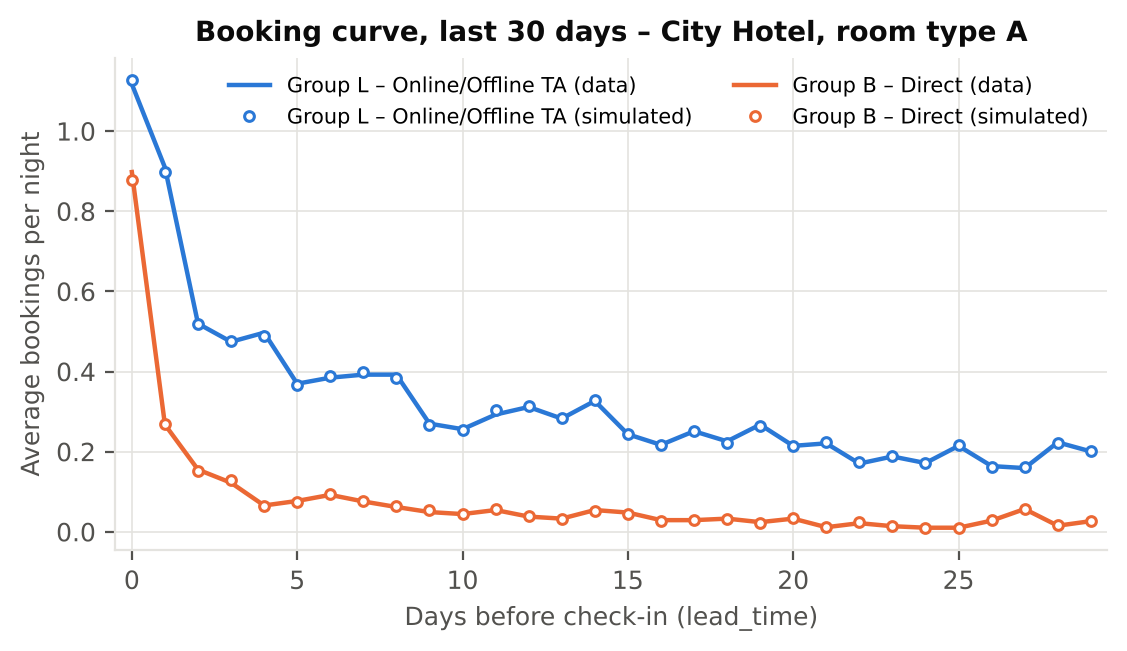 Booking curve, last 30 days – City Hotel, room type A
Group L – Online/Offline TA (data)
Group L – Online/Offline TA (simulated)
Group B – Direct (data)
Group B – Direct (simulated)
Average bookings per night
1.0
0.8
0.6
0.4
0.2
0.0
0 5 10 15 20 25
Days before check-in (lead_time)